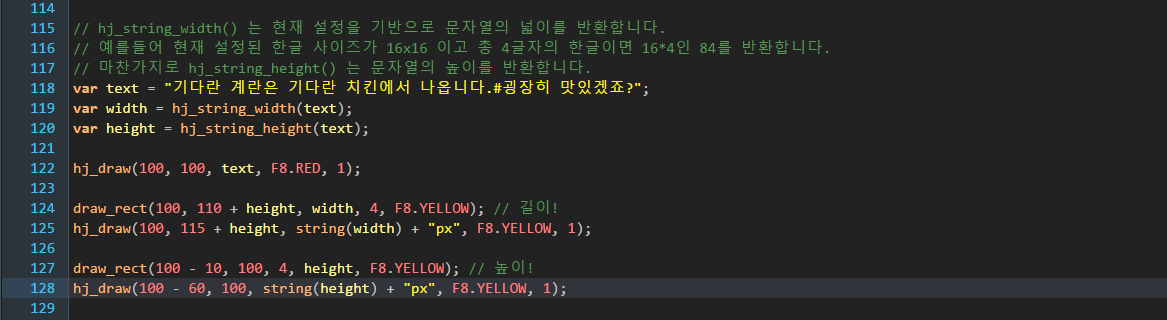 114
115 // hj_string_width() 는 현재 설정을 기반으로 문자열의 넓이를 반환합니다.
116 // 예를들어 현재 설정된 한글 사이즈가 16x16 이고 총 4글자의 한글이면 16*4인 84를 반환합니다.
117 // 마찬가지로 hj_string_height() 는 문자열의 높이를 반환합니다.
118 var text = "기다란 계란은 기다란 치킨에서 나옵니다.#굉장히 맛있겠죠?";
119 var width = hj_string_width(text);
120 var height = hj_string_height(text);
121
122 hj_draw(100, 100, text, F8.RED, 1);
123
124 draw_rect(100, 110 + height, width, 4, F8.YELLOW); // 길이!
125 hj_draw(100, 115 + height, string(width) + "px", F8.YELLOW, 1);
126
127 draw_rect(100 - 10, 100, 4, height, F8.YELLOW); // 높이!
128 hj_draw(100 - 60, 100, string(height) + "px", F8.YELLOW, 1);
129